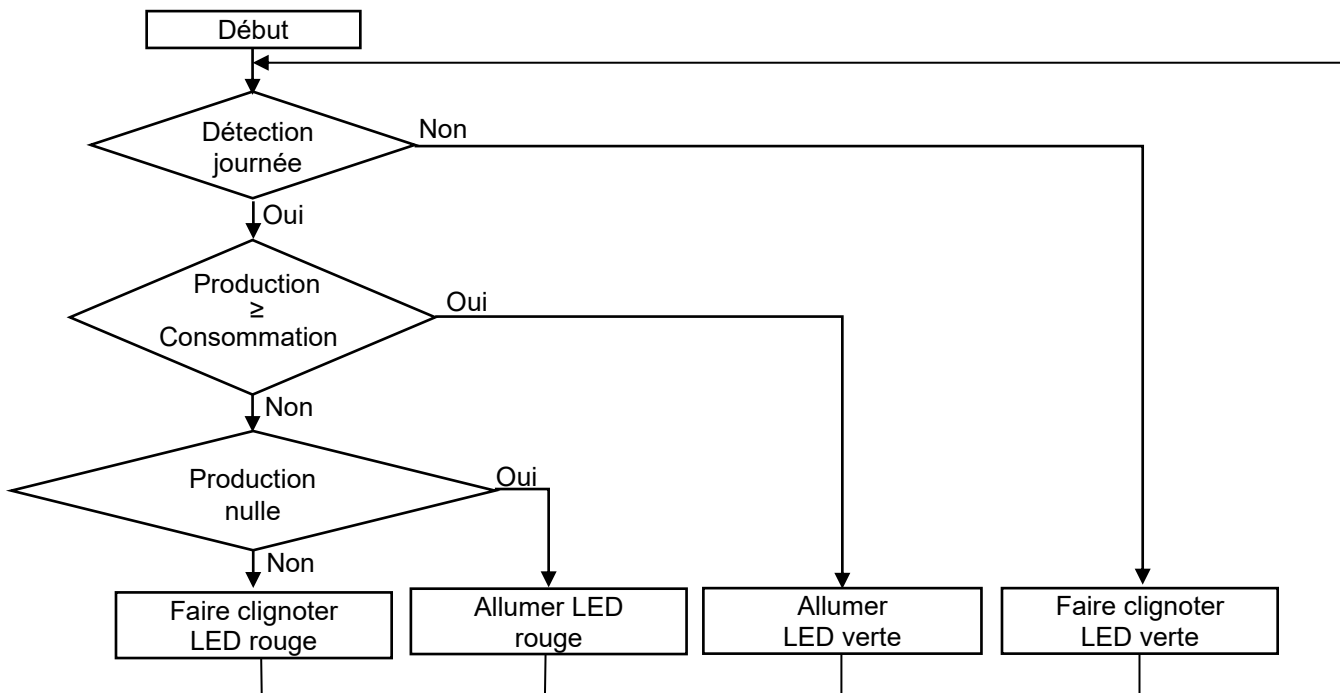 Début
Détection
journée
Non
Oui
Production
≥
Consommation
Oui
Non
Production
nulle
Oui
Non
Faire clignoter
LED rouge
Allumer LED
rouge
Allumer
LED verte
Faire clignoter
LED verte